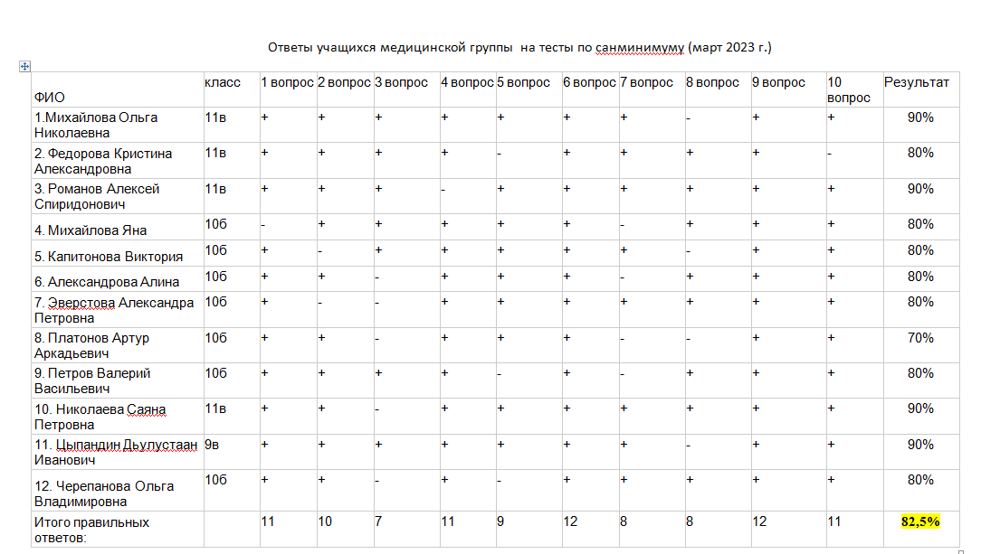 Ответы учащихся медицинской группы на тесты по санминимуму (март 2023 г.)
ФИО класс 1 вопрос 2 вопрос 3 вопрос 4 вопрос 5 вопрос 6 вопрос 7 вопрос 8 вопрос 9 вопрос 10 вопрос Результат
1.Михайлова Ольга Николаевна 11в + + + + + + + - + + 90%
2. Федорова Кристина Александровна 11в + + + + - + + + + - 80%
3. Романов Алексей Спиридонович 11в + + + - + + + + + + 90%
4. Михайлова Яна 10б - + + + + + - + + + 80%
5. Капитонова Виктория 10б + - + + + + + - + + 80%
6. Александрова Алина 10б + + - + + + - + + + 80%
7. Эверстова Александра Петровна 10б + - - + + + + + + + 80%
8. Платонов Артур Аркадьевич 10б + + - + + + - - + + 70%
9. Петров Валерий Васильевич 10б + + + + - + - + + + 80%
10. Николаева Саяна Петровна 11в + + - + + + + + + + 90%
11. Цыпандин Дьулустаан Иванович 9в + + + + + + + - + + 90%
12. Черепанова Ольга Владимировна 10б + + - + - + + + + + 80%
Итого правильных ответов: 11 10 7 11 9 12 8 8 12 11 82,5%